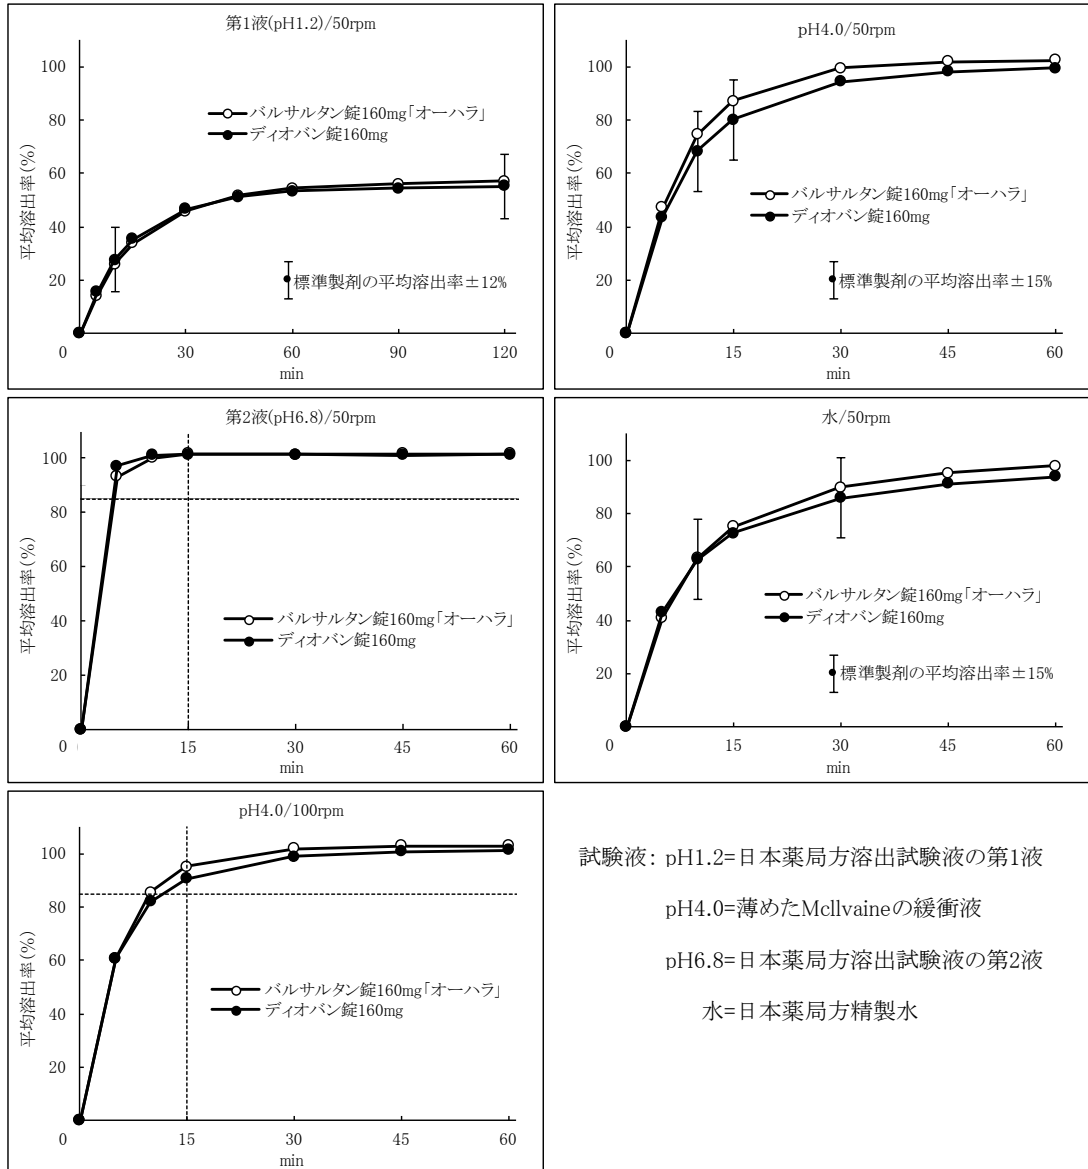 第1液(pH1.2)/50rpm
平均溶出率(%)
100
80
60
40
20
0
バルサルタン錠160mg「オーハラ」
ディオバン錠160mg
標準製剤の平均溶出率±12%
30
60
90
120
min
pH4.0/50rpm
平均溶出率(%)
100
80
60
40
20
0
バルサルタン錠160mg「オーハラ」
ディオバン錠160mg
標準製剤の平均溶出率±15%
15
30
45
60
min
第2液(pH6.8)/50rpm
平均溶出率(%)
100
80
60
40
20
0
バルサルタン錠160mg「オーハラ」
ディオバン錠160mg
15
30
45
60
min
水/50rpm
平均溶出率(%)
100
80
60
40
20
0
バルサルタン錠160mg「オーハラ」
ディオバン錠160mg
標準製剤の平均溶出率±15%
15
30
45
60
min
pH4.0/100rpm
平均溶出率(%)
100
80
60
40
20
0
バルサルタン錠160mg「オーハラ」
ディオバン錠160mg
15
30
45
60
min
試験液: pH1.2=日本薬局方溶出試験液の第1液
pH4.0=薄めたMcllvaineの緩衝液
pH6.8=日本薬局方溶出試験液の第2液
水=日本薬局方精製水